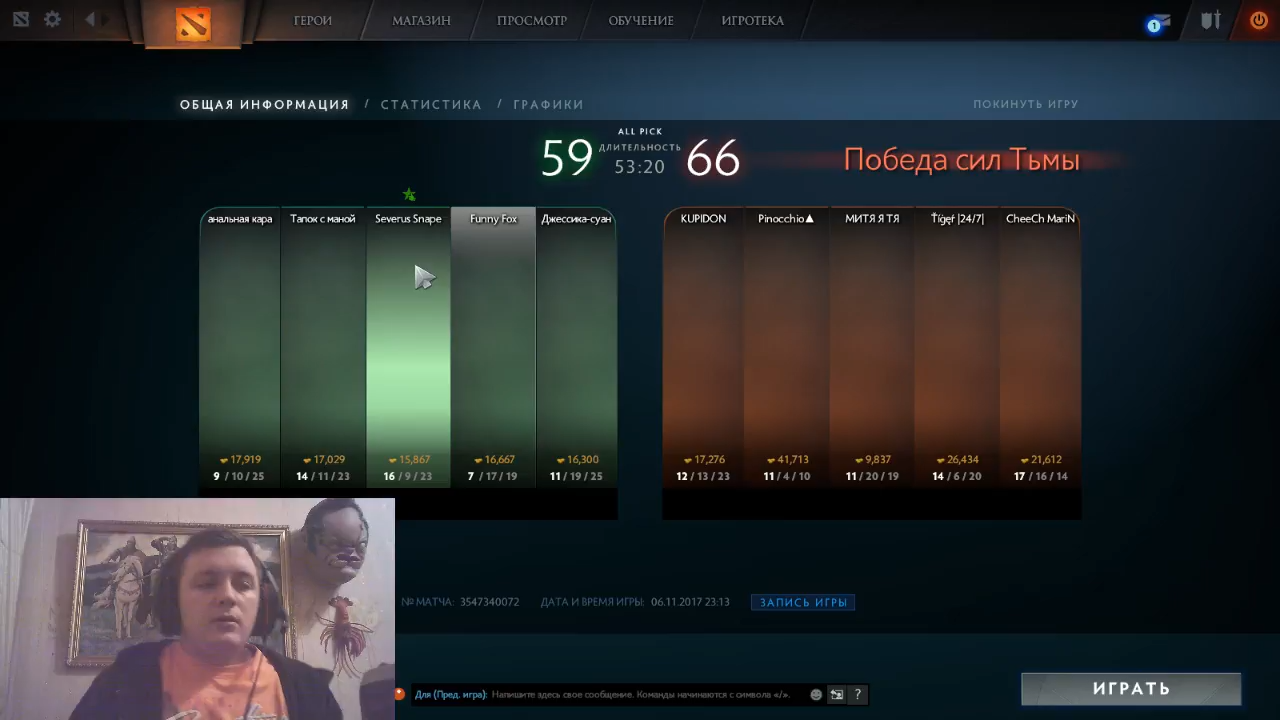 ГЕРОИ МАГАЗИН ПРОСМОТР ОБУЧЕНИЕ ИГРОТЕКА 1
ОБЩАЯ ИНФОРМАЦИЯ / СТАТИСТИКА / ГРАФИКИ ПОКИНУТЬ ИГРУ
ALL PICK
59 ДЛИТЕЛЬНОСТЬ 66 Победа сил Тьмы
53:20
анальная кара Тапок с маной Severus Snape Funny Fox Джессика-суан KUPIDON Pinocchio▲ МИТЯ Я ТЯ Ťíģęř |24/7| CheeCh MariN
17,919 17,029 15,867 16,667 16,300 17,276 41,713 9,837 26,434 21,612
9 / 10 / 25 14 / 11 / 23 16 / 9 / 23 7 / 17 / 19 11 / 19 / 25 12 / 13 / 23 11 / 4 / 10 11 / 20 / 19 14 / 6 / 20 17 / 16 / 14
№ МАТЧА: 3547340072 ДАТА И ВРЕМЯ ИГРЫ: 06.11.2017 23:13 ЗАПИСЬ ИГРЫ
Для (Пред. игра): Напишите здесь свое сообщение. Команды начинаются с символа «/». ?
ИГРАТЬ